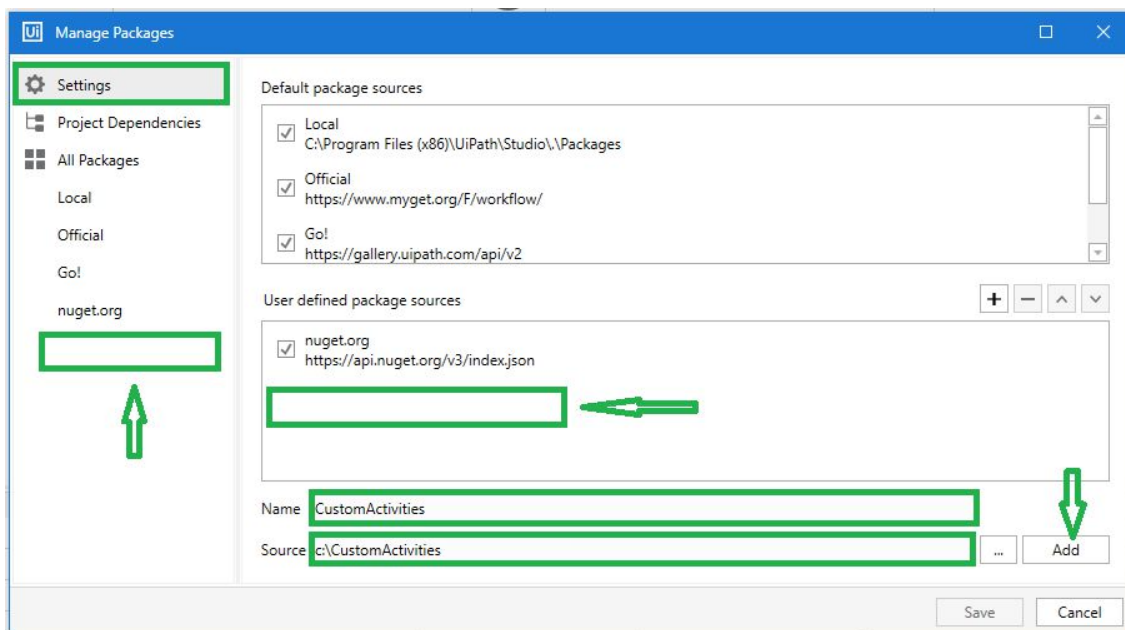 Ui Manage Packages
Settings
Project Dependencies
All Packages
Local
Official
Go!
nuget.org
Default package sources
Local
C:\Program Files (x86)\UiPath\Studio\.\Packages
Official
https://www.myget.org/F/workflow/
Go!
https://gallery.uipath.com/api/v2
User defined package sources
nuget.org
https://api.nuget.org/v3/index.json
Name CustomActivities
Source c:\CustomActivities ... Add
Save Cancel